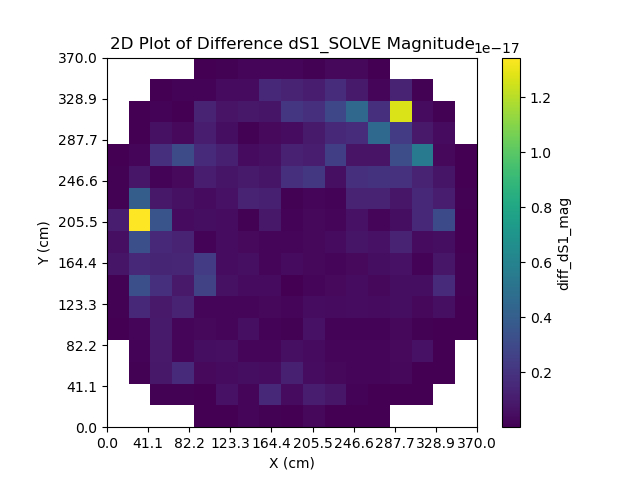 2D Plot of Difference dS1_SOLVE Magnitude
1e−17
370.0
328.9
287.7
246.6
205.5
164.4
123.3
82.2
41.1
0.0
Y (cm)
0.0 41.1 82.2 123.3 164.4 205.5 246.6 287.7 328.9 370.0
X (cm)
1.2
1.0
0.8
0.6
0.4
0.2
diff_dS1_mag